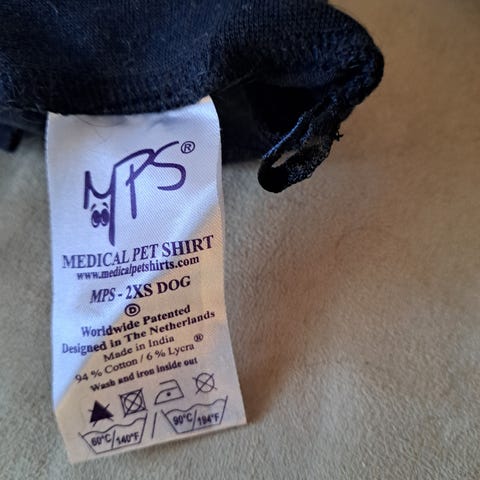 MPS®
MEDICAL PET SHIRT
www.medicalpetshirts.com
MPS - 2XS DOG
D
Worldwide Patented
Designed in The Netherlands
Made in India
94 % Cotton / 6 % Lycra®
Wash and iron inside out
60°C/140°F / 90°C/194°F